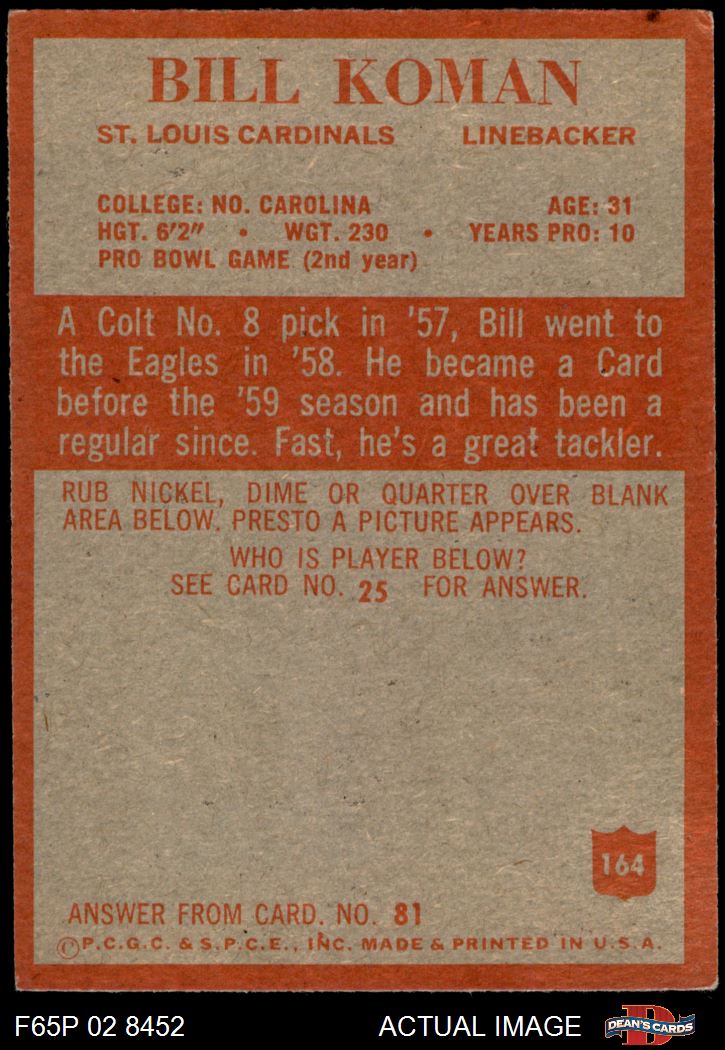 BILL KOMAN
ST. LOUIS CARDINALS LINEBACKER
COLLEGE: NO. CAROLINA AGE: 31
HGT. 6'2" • WGT. 230 • YEARS PRO: 10
PRO BOWL GAME (2nd year)
A Colt No. 8 pick in '57, Bill went to
the Eagles in '58. He became a Card
before the '59 season and has been a
regular since. Fast, he's a great tackler.
RUB NICKEL, DIME OR QUARTER OVER BLANK
AREA BELOW. PRESTO A PICTURE APPEARS.
WHO IS PLAYER BELOW?
SEE CARD NO. 25 FOR ANSWER.
164
ANSWER FROM CARD. NO. 81
©P.C.G.C. & S.P.C.E., INC. MADE & PRINTED IN U.S.A.
F65P 02 8452 ACTUAL IMAGE D DEAN'S CARDS